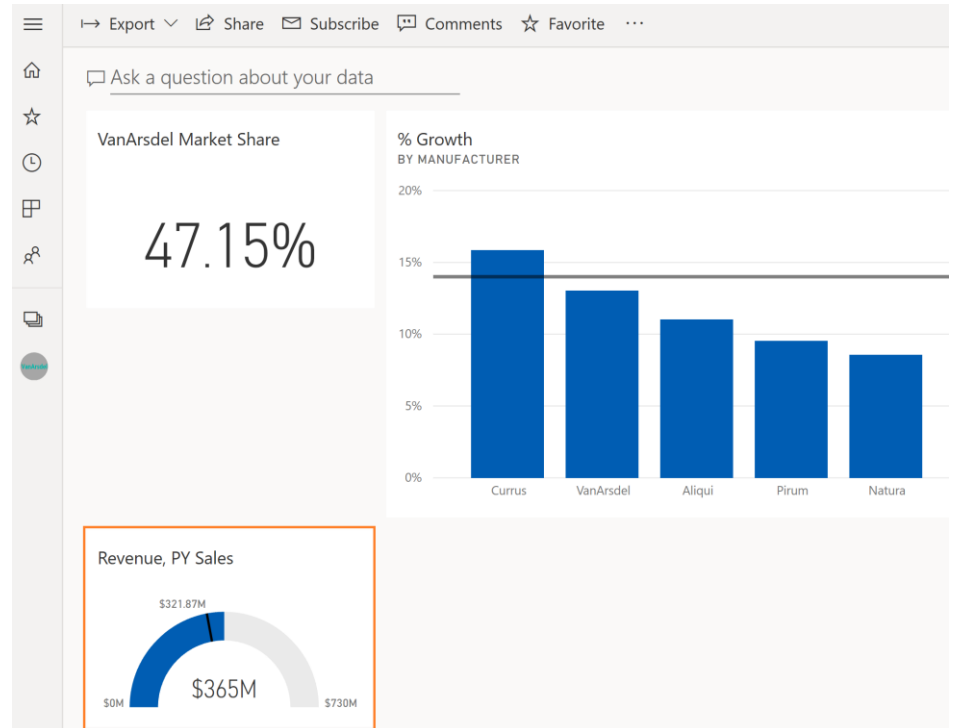 Export Share Subscribe Comments Favorite ...
Ask a question about your data
VanArsdel Market Share
47.15%
% Growth
BY MANUFACTURER
20%
15%
10%
5%
0%
Currus VanArsdel Aliqui Pirum Natura
VanArsdel
Revenue, PY Sales
$321.87M
$365M
$0M $730M